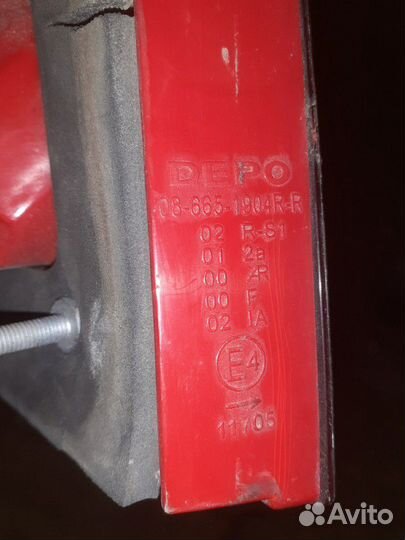 DEPO
08-665-1904R-R
02 R-S1
01 2a
00 AR
00 F
02 IA
E4
→
11705
Avito